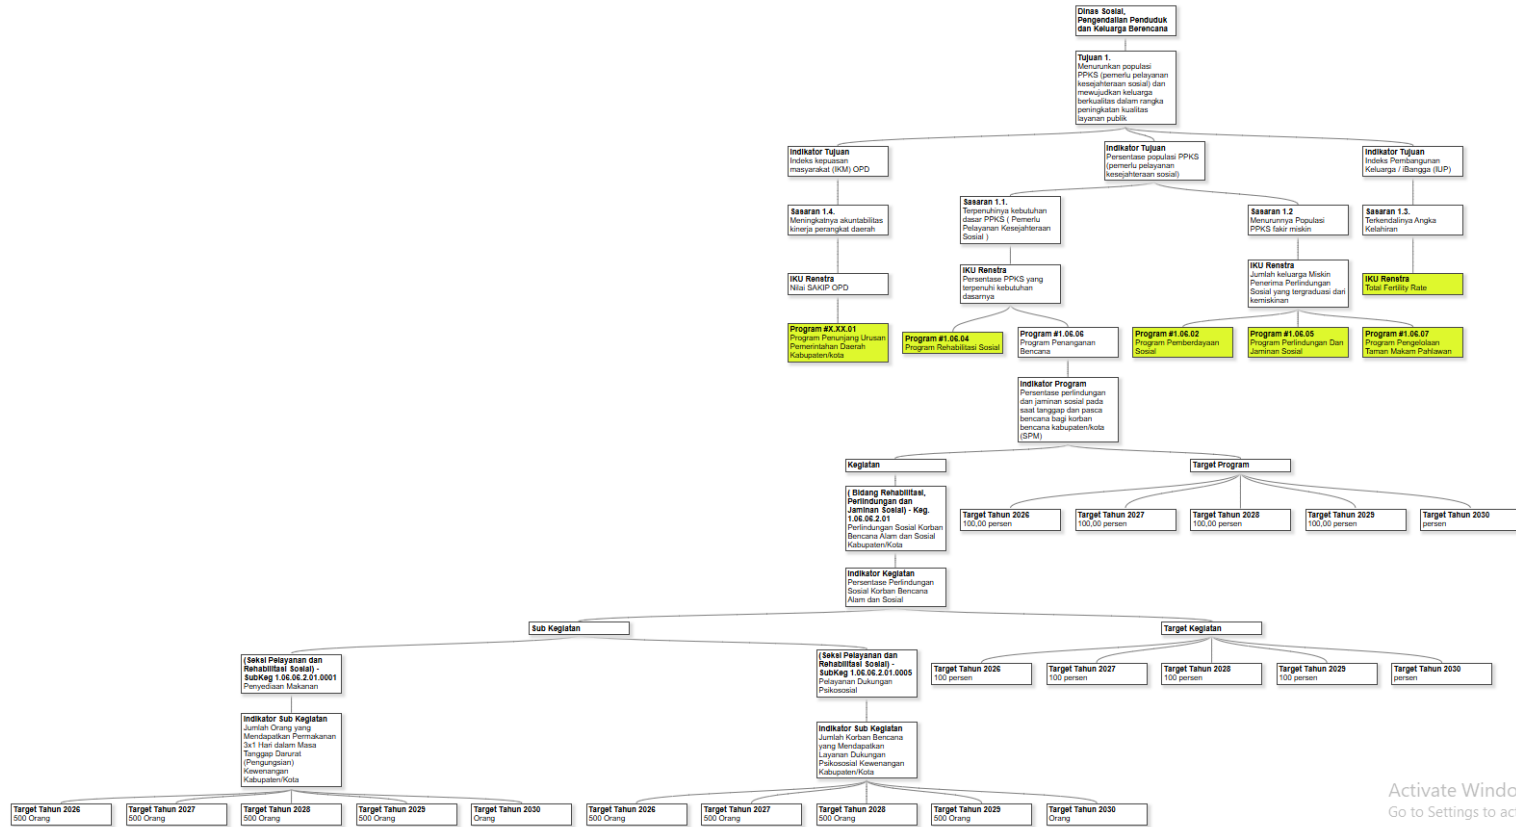 Dinas Sosial,
Pengendalian Penduduk
dan Keluarga Berencana
Tujuan 1.
Menurunkan populasi
PPKS (pemerlu pelayanan
kesejahteraan sosial) dan
mewujudkan keluarga
berkualitas dalam rangka
peningkatan kualitas
layanan publik
Indikator Tujuan
Indeks kepuasan
masyarakat (IKM) OPD
Indikator Tujuan
Persentase populasi PPKS
(pemerlu pelayanan
kesejahteraan sosial)
Indikator Tujuan
Indeks Pembangunan
Keluarga / iBangga (IUP)
Sasaran 1.4.
Meningkatnya akuntabilitas
kinerja perangkat daerah
Sasaran 1.1.
Terpenuhinya kebutuhan
dasar PPKS ( Pemerlu
Pelayanan Kesejahteraan
Sosial )
Sasaran 1.2
Menurunnya Populasi
PPKS fakir miskin
Sasaran 1.3.
Terkendalinya Angka
Kelahiran
IKU Renstra
Nilai SAKIP OPD
IKU Renstra
Persentase PPKS yang
terpenuhi kebutuhan
dasarnya
IKU Renstra
Jumlah keluarga Miskin
Penerima Perlindungan
Sosial yang tergraduasi dari
kemiskinan
IKU Renstra
Total Fertility Rate
Program #X.XX.01
Program Penunjang Urusan
Pemerintahan Daerah
Kabupaten/kota
Program #1.06.04
Program Rehabilitasi Sosial
Program #1.06.06
Program Penanganan
Bencana
Program #1.06.02
Program Pemberdayaan
Sosial
Program #1.06.05
Program Perlindungan Dan
Jaminan Sosial
Program #1.06.07
Program Pengelolaan
Taman Makam Pahlawan
Indikator Program
Persentase perlindungan
dan jaminan sosial pada
saat tanggap dan pasca
bencana bagi korban
bencana kabupaten/kota
(SPM)
Kegiatan
Target Program
( Bidang Rehabilitasi,
Perlindungan dan
Jaminan Sosial) - Keg.
1.06.06.2.01
Perlindungan Sosial Korban
Bencana Alam dan Sosial
Kabupaten/Kota
Target Tahun 2026
100,00 persen
Target Tahun 2027
100,00 persen
Target Tahun 2028
100,00 persen
Target Tahun 2029
100,00 persen
Target Tahun 2030
persen
Indikator Kegiatan
Persentase Perlindungan
Sosial Korban Bencana
Alam dan Sosial
Sub Kegiatan
Target Kegiatan
(Seksi Pelayanan dan
Rehabilitasi Sosial) -
SubKeg 1.06.06.2.01.0001
Penyediaan Makanan
(Seksi Pelayanan dan
Rehabilitasi Sosial) -
SubKeg 1.06.06.2.01.0005
Pelayanan Dukungan
Psikososial
Target Tahun 2026
100 persen
Target Tahun 2027
100 persen
Target Tahun 2028
100 persen
Target Tahun 2029
100 persen
Target Tahun 2030
persen
Indikator Sub Kegiatan
Jumlah Orang yang
Mendapatkan Permakanan
3x1 Hari dalam Masa
Tanggap Darurat
(Pengungsian)
Kewenangan
Kabupaten/Kota
Indikator Sub Kegiatan
Jumlah Korban Bencana
yang Mendapatkan
Layanan Dukungan
Psikososial Kewenangan
Kabupaten/Kota
Target Tahun 2026
500 Orang
Target Tahun 2027
500 Orang
Target Tahun 2028
500 Orang
Target Tahun 2029
500 Orang
Target Tahun 2030
Orang
Target Tahun 2026
500 Orang
Target Tahun 2027
500 Orang
Target Tahun 2028
500 Orang
Target Tahun 2029
500 Orang
Target Tahun 2030
Orang
Activate Windo
Go to Settings to act